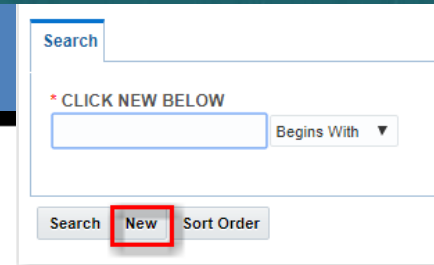 Search
* CLICK NEW BELOW
Begins With ▼
Search New Sort Order